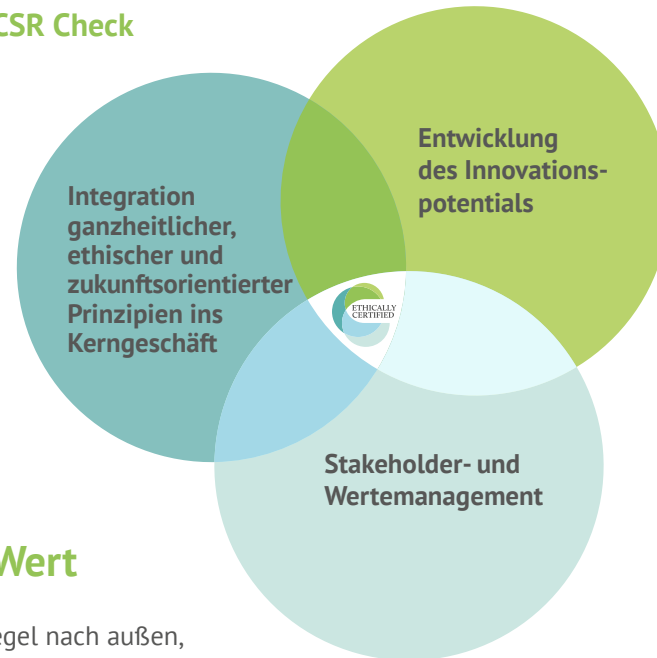 CSR Check
Entwicklung
des Innovations-
potentials
Integration
ganzheitlicher,
ethischer und
zukunftsorientierter
Prinzipien ins
Kerngeschäft
ETHICALLY
CERTIFIED
Stakeholder- und
Wertemanagement
Wert
egel nach außen,